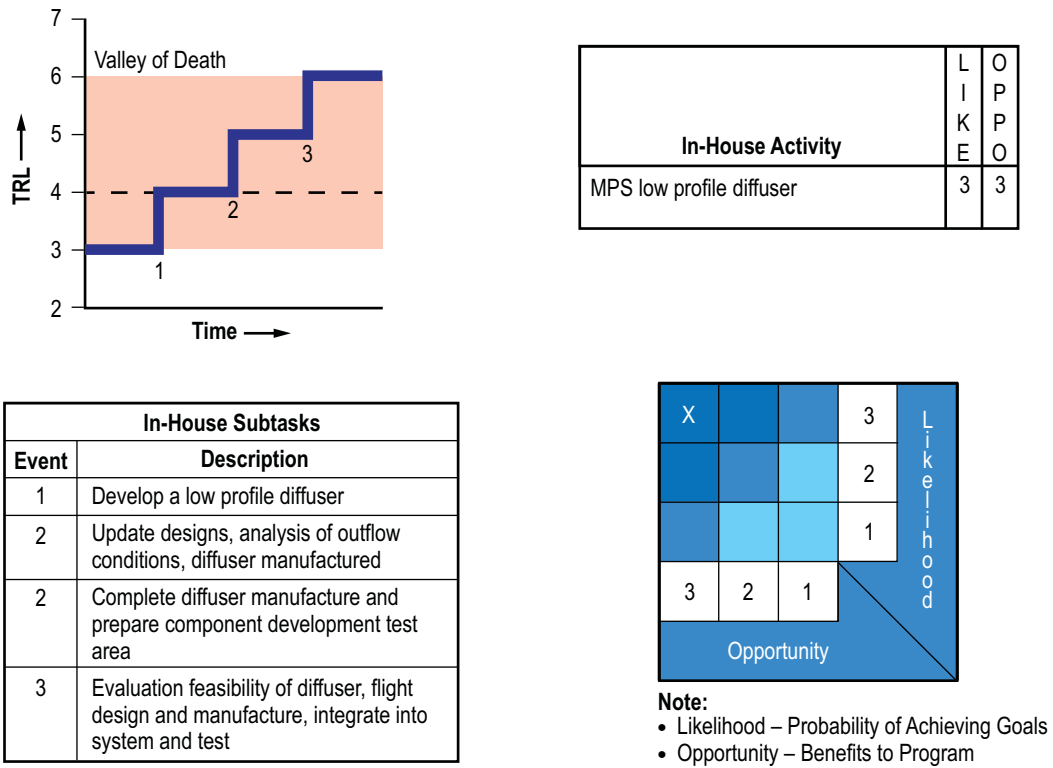 7
6
5
4
3
2
TRL
Valley of Death
1
2
3
Time
In-House Activity
LIKE
OPPO
MPS low profile diffuser
3
3
In-House Subtasks
Event
Description
1
Develop a low profile diffuser
2
Update designs, analysis of outflow
conditions, diffuser manufactured
2
Complete diffuser manufacture and
prepare component development test
area
3
Evaluation feasibility of diffuser, flight
design and manufacture, integrate into
system and test
X
3
2
1
3
2
1
Likelihood
Opportunity
Note:
• Likelihood – Probability of Achieving Goals
• Opportunity – Benefits to Program